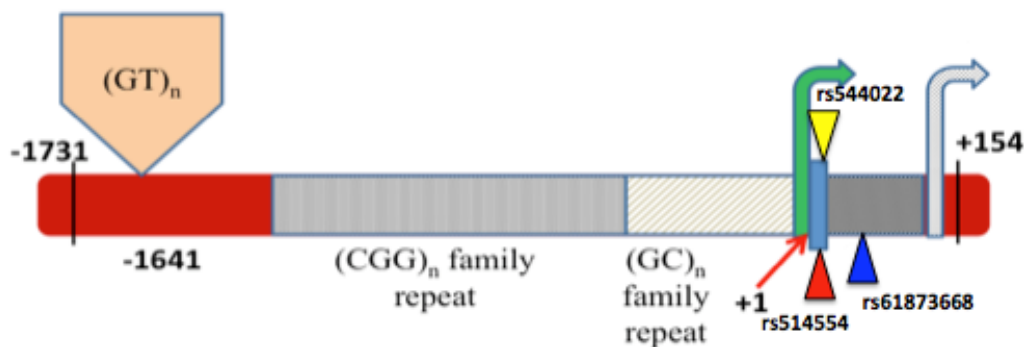 (GT)n
rs544022
-1731
+154
-1641
(CGG)n family
repeat
(GC)n
family
repeat
+1
rs514554
rs61873668